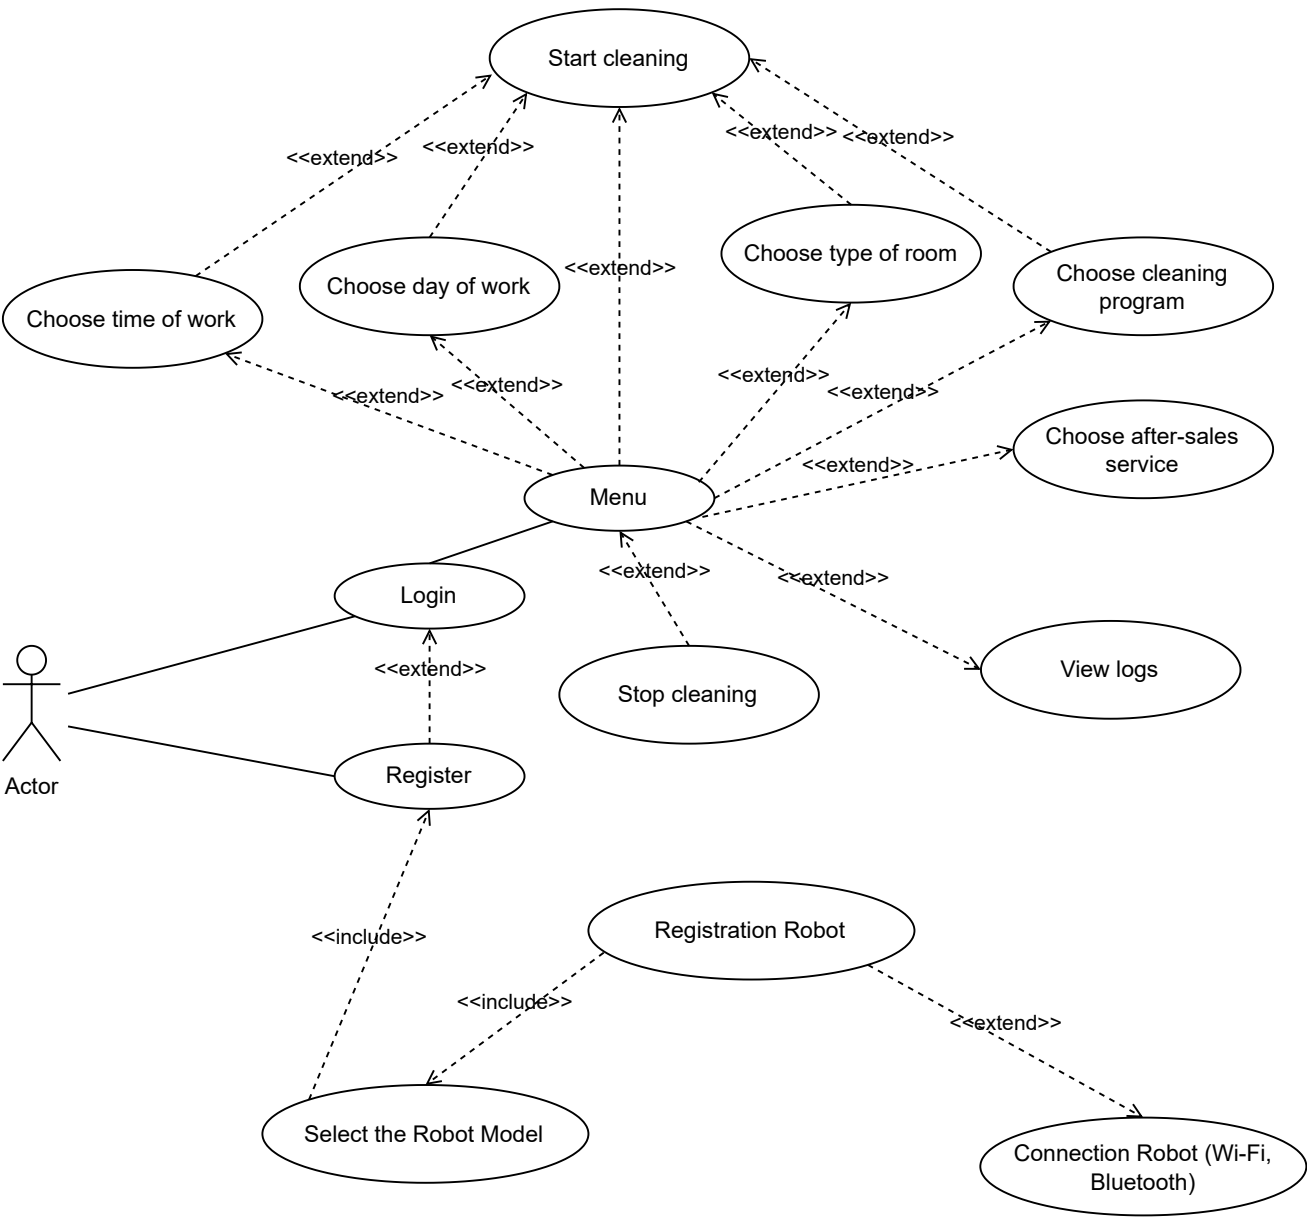 Start cleaning
<<extend>>
<<extend>>
<<extend>>
<<extend>>
Choose type of room
<<extend>>
Choose cleaning
program
Choose day of work
Choose time of work
<<extend>>
<<extend>>
<<extend>>
<<extend>>
<<extend>>
Choose after-sales
service
<<extend>>
Menu
<<extend>>
<<extend>>
Login
<<extend>>
View logs
Stop cleaning
Register
Actor
<<include>>
Registration Robot
<<include>>
<<extend>>
Select the Robot Model
Connection Robot (Wi-Fi,
Bluetooth)